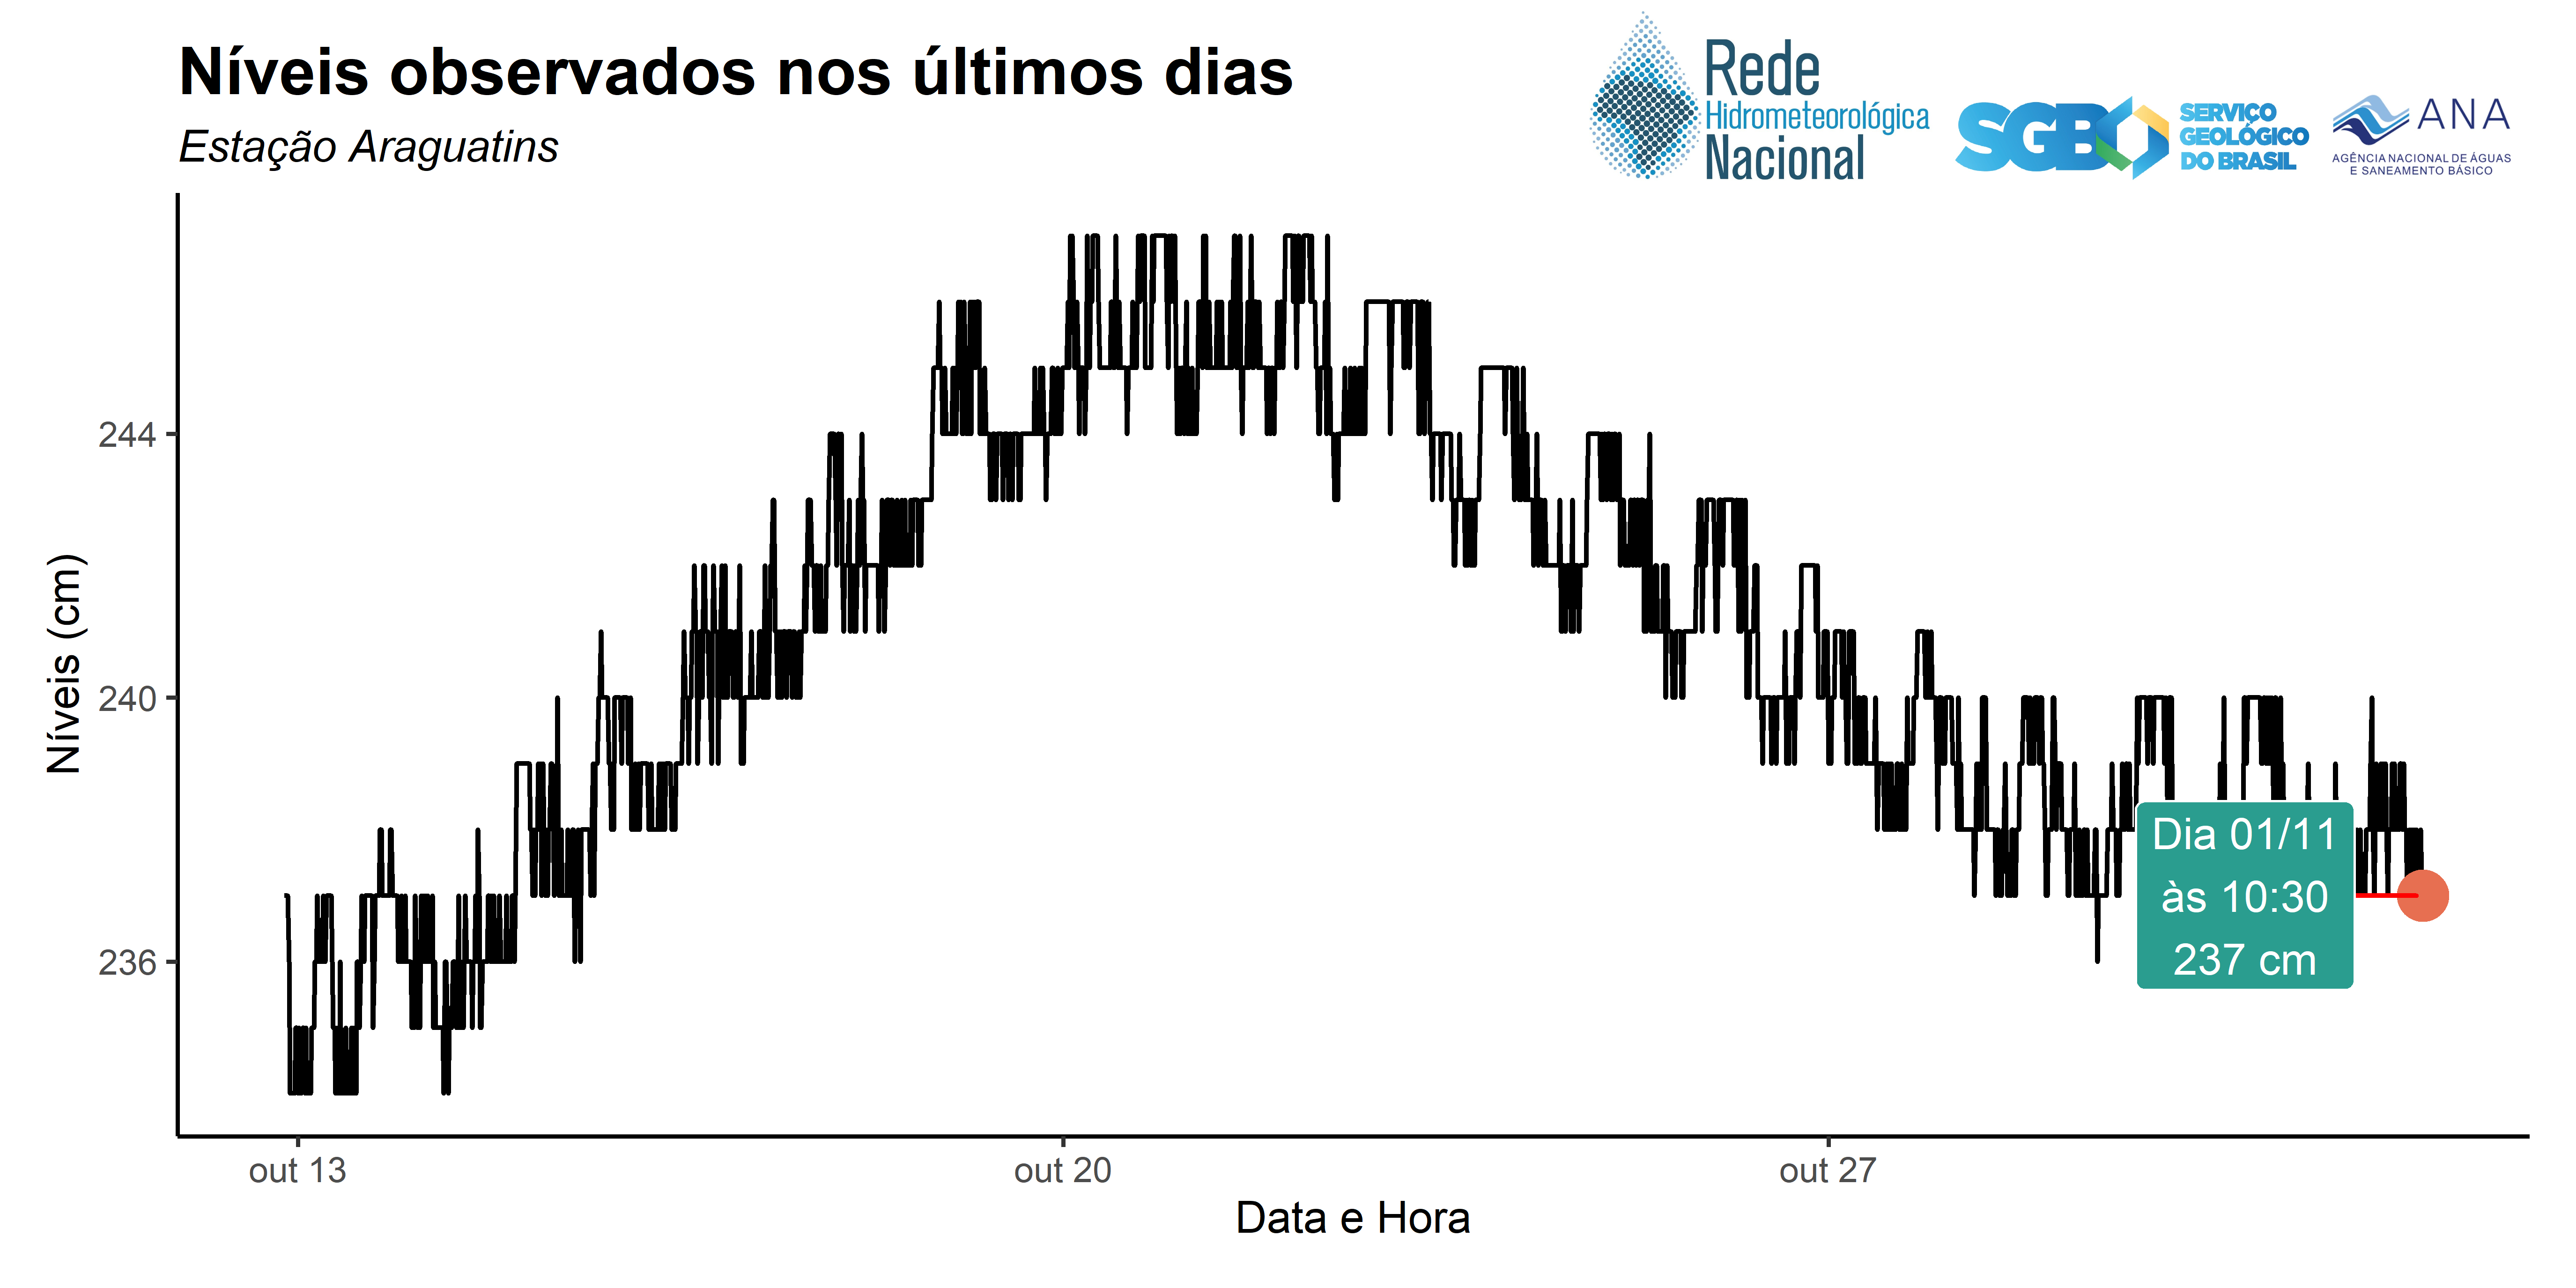 Níveis observados nos últimos dias
Estação Araguatins
Rede
Hidrometeorológica
Nacional
SGB
SERVIÇO
GEOLÓGICO
DO BRASIL
ANA
AGÊNCIA NACIONAL DE ÁGUAS
E SANEAMENTO BÁSICO
Níveis (cm)
244
240
236
Dia 01/11
às 10:30
237 cm
out 13
out 20
out 27
Data e Hora